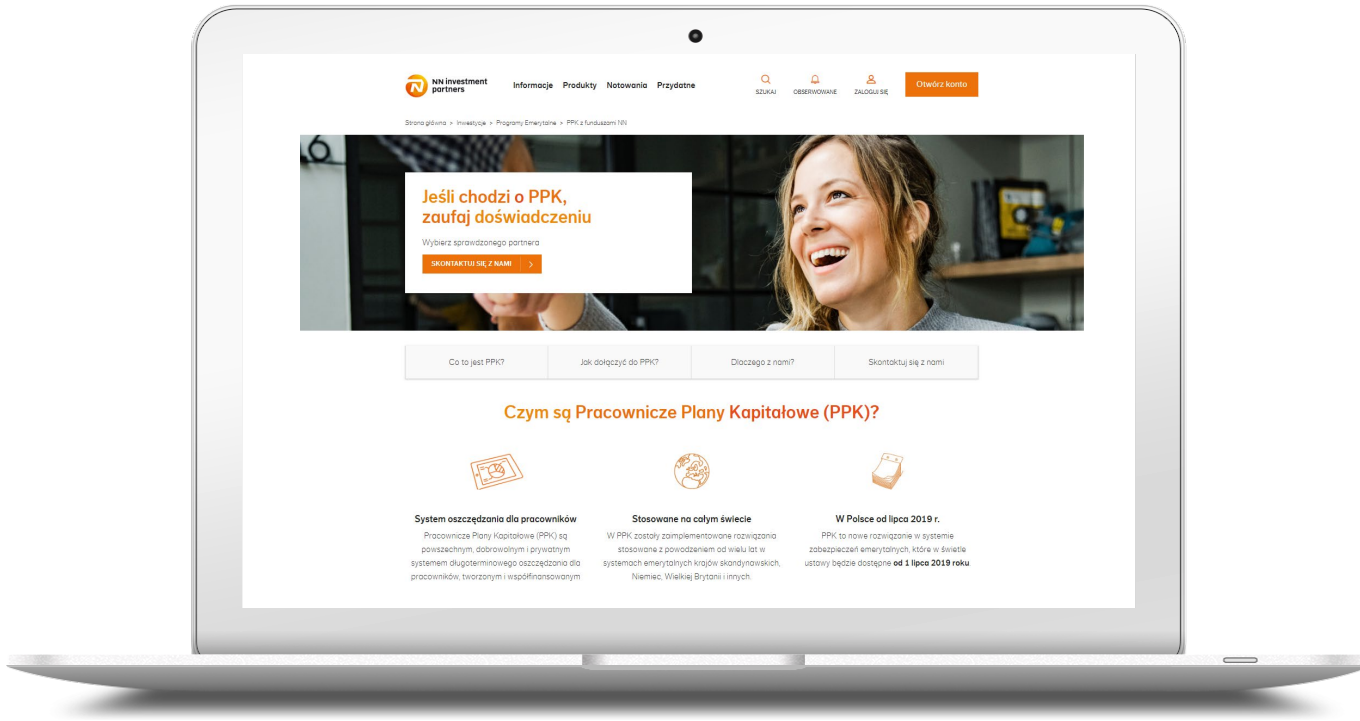 NN investment
partners
Informacje Produkty Notowania Przydatne
SZUKAJ OBSERWOWANE ZALOGUJ SIĘ
Otwórz konto
Strona główna > Inwestycje > Programy Emerytalne > PPK z funduszami NN
Jeśli chodzi o PPK,
zaufaj doświadczeniu
Wybierz sprawdzonego partnera
SKONTAKTUJ SIĘ Z NAMI >
Co to jest PPK? Jak dołączyć do PPK? Dlaczego z nami? Skontaktuj się z nami
Czym są Pracownicze Plany Kapitałowe (PPK)?
System oszczędzania dla pracowników
Pracownicze Plany Kapitałowe (PPK) są
powszechnym, dobrowolnym i prywatnym
systemem długoterminowego oszczędzania dla
pracowników, tworzonym i współfinansowanym
Stosowane na całym świecie
W PPK zostały zaimplementowane rozwiązania
stosowane z powodzeniem od wielu lat w
systemach emerytalnych krajów skandynawskich,
Niemiec, Wielkiej Brytanii i innych.
W Polsce od lipca 2019 r.
PPK to nowe rozwiązanie w systemie
zabezpieczeń emerytalnych, które w świetle
ustawy będzie dostępne od 1 lipca 2019 roku